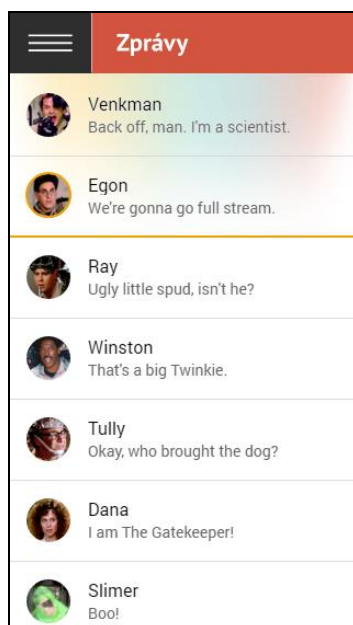 Zprávy
Venkman
Back off, man. I'm a scientist.
Egon
We're gonna go full stream.
Ray
Ugly little spud, isn't he?
Winston
That's a big Twinkie.
Tully
Okay, who brought the dog?
Dana
I am The Gatekeeper!
Slimer
Boo!